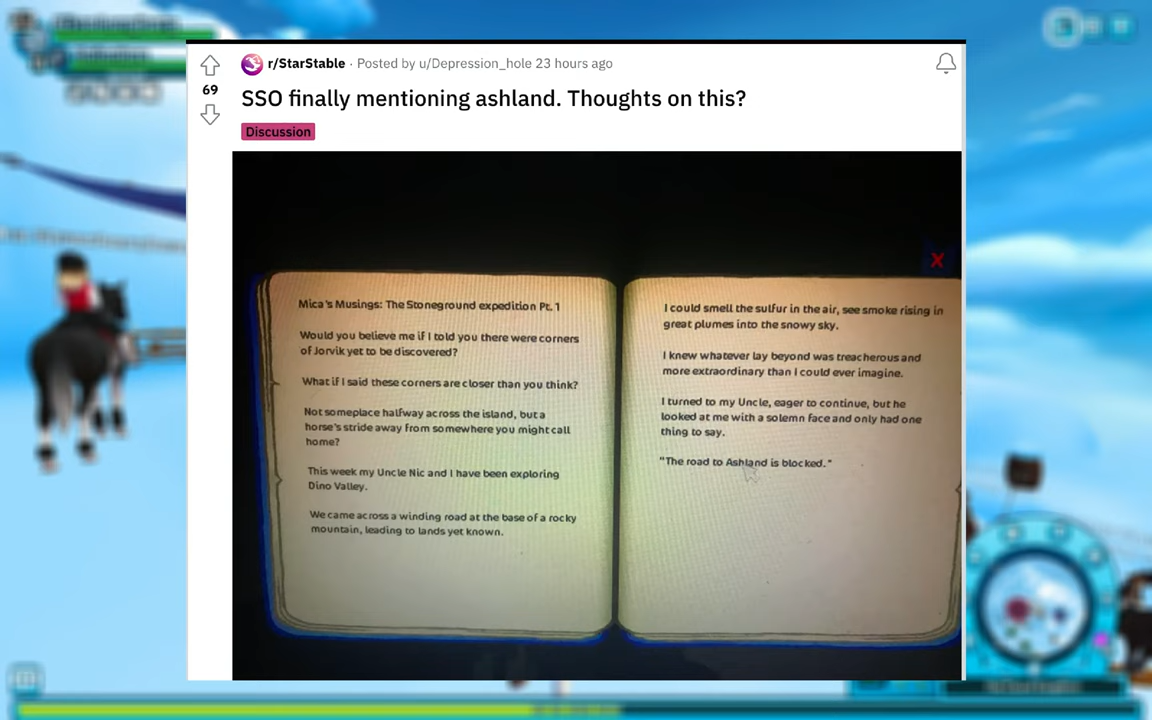 r/StarStable · Posted by u/Depression_hole 23 hours ago
69
SSO finally mentioning ashland. Thoughts on this?
Discussion
X
Mica's Musings: The Stoneground expedition Pt. 1
Would you believe me if I told you there were corners
of Jorvik yet to be discovered?
What if I said these corners are closer than you think?
Not someplace halfway across the island, but a
horse's stride away from somewhere you might call
home?
This week my Uncle Nic and I have been exploring
Dino Valley.
We came across a winding road at the base of a rocky
mountain, leading to lands yet known.
I could smell the sulfur in the air, see smoke rising in
great plumes into the snowy sky.
I knew whatever lay beyond was treacherous and
more extraordinary than I could ever imagine.
I turned to my Uncle, eager to continue, but he
looked at me with a solemn face and only had one
thing to say.
"The road to Ashland is blocked."